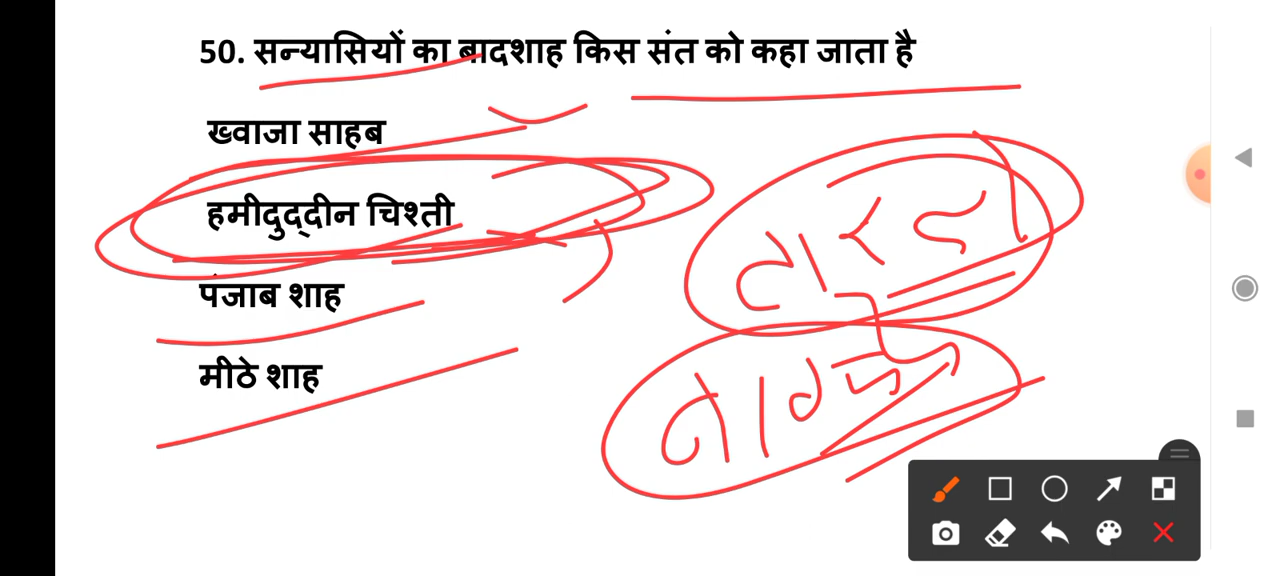 50. सन्यासियों का बादशाह किस संत को कहा जाता है
ख्वाजा साहब
हमीदुद्दीन चिश्ती
पंजाब शाह
मीठे शाह